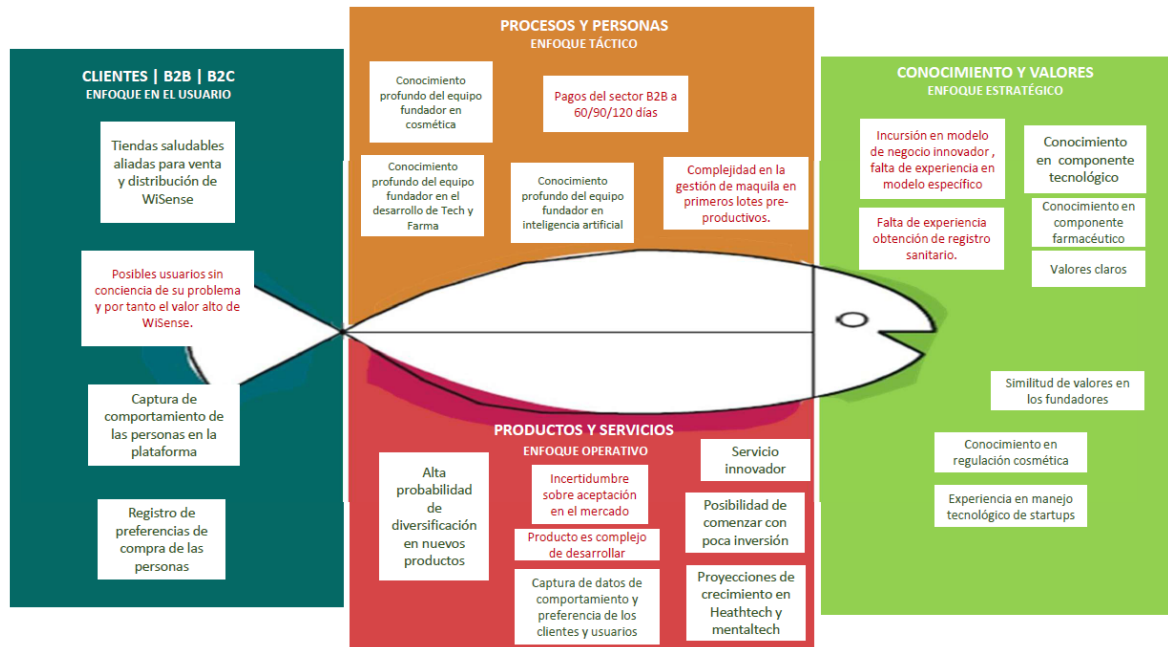 CLIENTES | B2B | B2C
ENFOQUE EN EL USUARIO
Tiendas saludables
aliadas para venta
y distribución de
WiSense
Posibles usuarios sin
conciencia de su problema
y por tanto el valor alto de
WiSense.
Captura de
comportamiento de
las personas en la
plataforma
Registro de
preferencias de
compra de las
personas
PROCESOS Y PERSONAS
ENFOQUE TÁCTICO
Conocimiento
profundo del equipo
fundador en
cosmética
Pagos del sector B2B a
60/90/120 días
Conocimiento
profundo del equipo
fundador en el
desarrollo de Tech y
Farma
Conocimiento
profundo del equipo
fundador en
inteligencia artificial
Complejidad en la
gestión de maquila en
primeros lotes pre-
productivos.
PRODUCTOS Y SERVICIOS
ENFOQUE OPERATIVO
Alta
probabilidad
de
diversificación
en nuevos
productos
Incertidumbre
sobre aceptación
en el mercado
Producto es complejo
de desarrollar
Captura de datos de
comportamiento y
preferencia de los
clientes y usuarios
Servicio
innovador
Posibilidad de
comenzar con
poca inversión
Proyecciones de
crecimiento en
Heathtech y
mentaltech
CONOCIMIENTO Y VALORES
ENFOQUE ESTRATÉGICO
Incursión en modelo
de negocio innovador ,
falta de experiencia en
modelo específico
Conocimiento
en componente
tecnológico
Falta de experiencia
obtención de registro
sanitario.
Conocimiento en
componente
farmacéutico
Valores claros
Similitud de valores en
los fundadores
Conocimiento en
regulación cosmética
Experiencia en manejo
tecnológico de startups